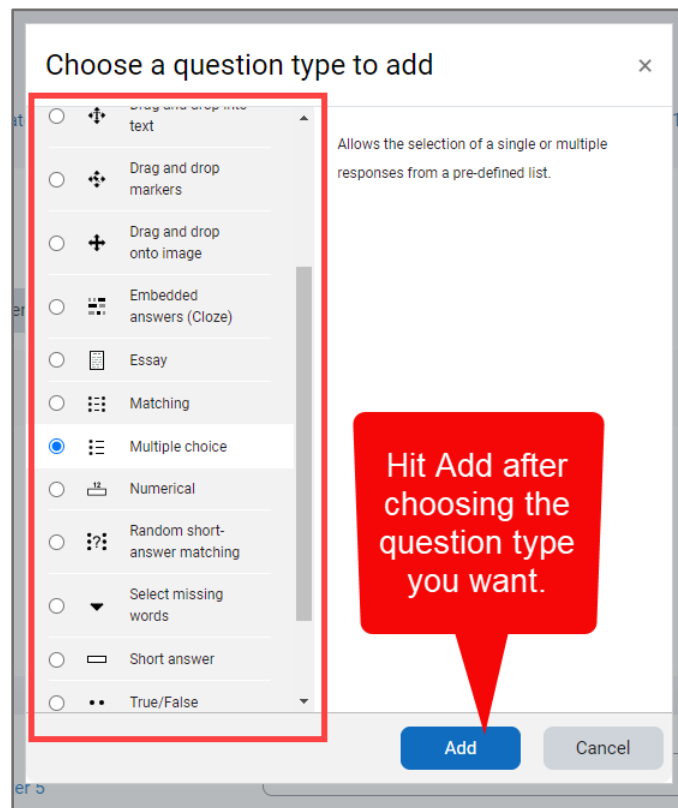 Choose a question type to add
×
Drag and drop into
text
Allows the selection of a single or multiple
responses from a pre-defined list.
Drag and drop
markers
Drag and drop
onto image
Embedded
answers (Cloze)
Essay
Matching
Multiple choice
12
Numerical
Random short-
answer matching
Select missing
words
Short answer
True/False
Hit Add after
choosing the
question type
you want.
Add
Cancel
er 5